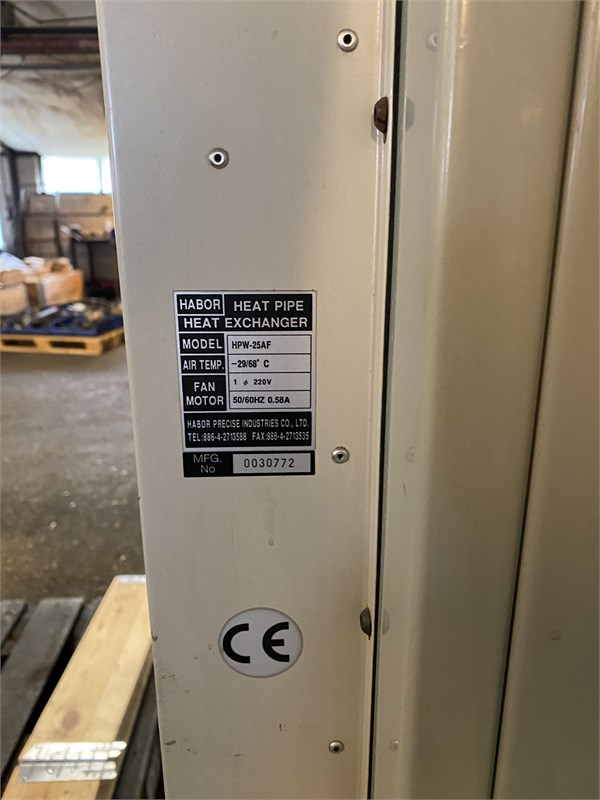 HABOR HEAT PIPE
HEAT EXCHANGER
MODEL HPW-25AF
AIR TEMP. -29/68° C
FAN MOTOR 1 ϕ 220V
50/60HZ 0.58A
HABOR PRECISE INDUSTRIES CO., LTD.
TEL:886-4-2713588 FAX:886-4-2713535
MFG. No 0030772
CE